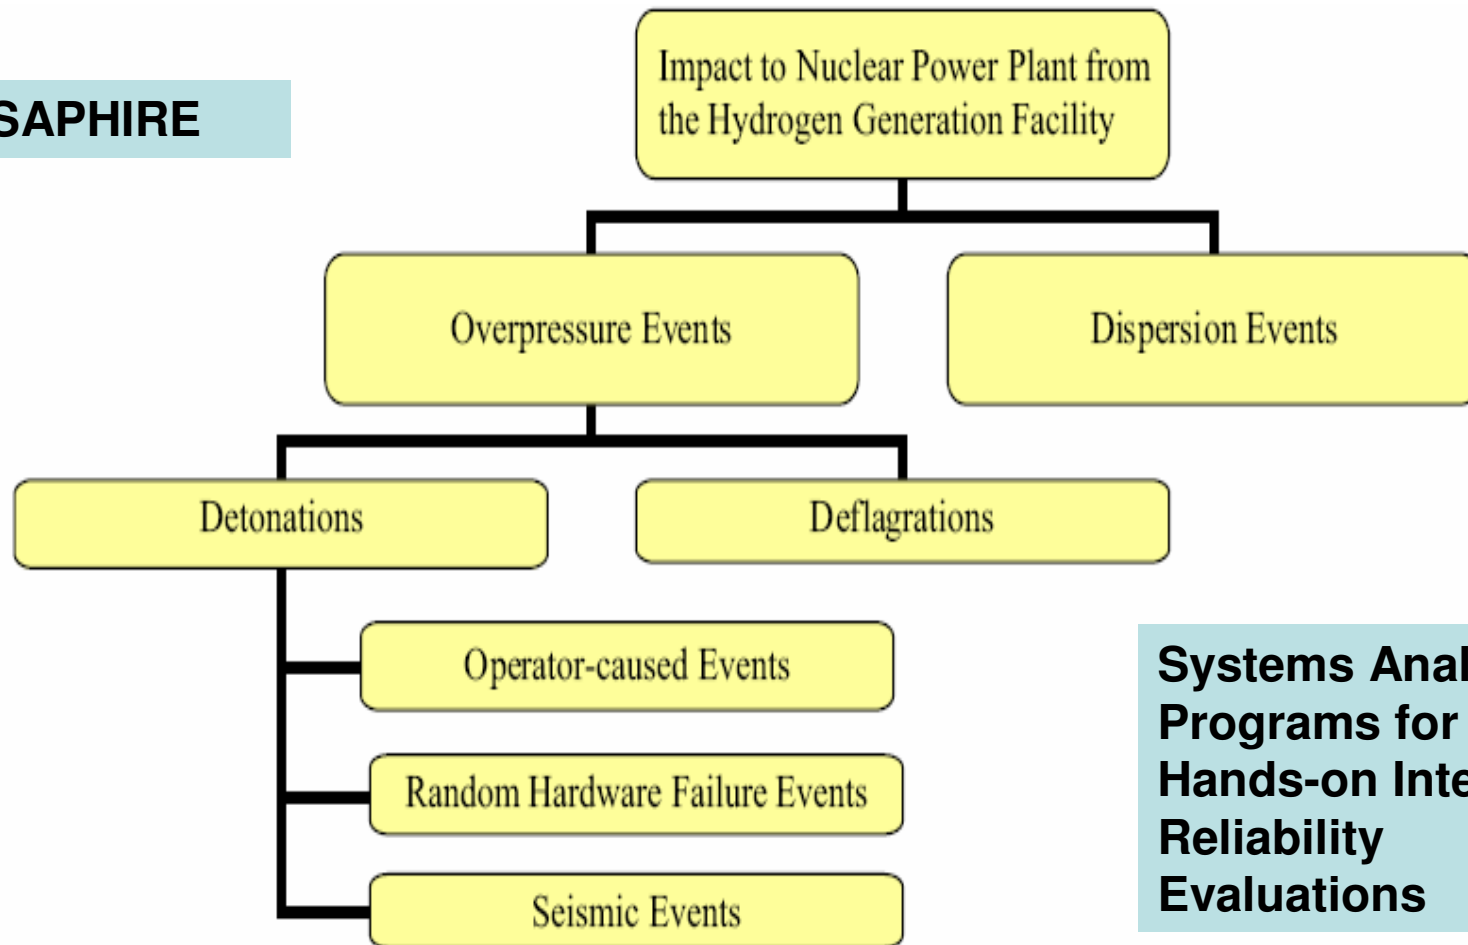 SAPHIRE
Impact to Nuclear Power Plant from
the Hydrogen Generation Facility
Overpressure Events
Dispersion Events
Detonations
Deflagrations
Operator-caused Events
Random Hardware Failure Events
Seismic Events
Systems Anal
Programs for
Hands-on Inte
Reliability
Evaluations